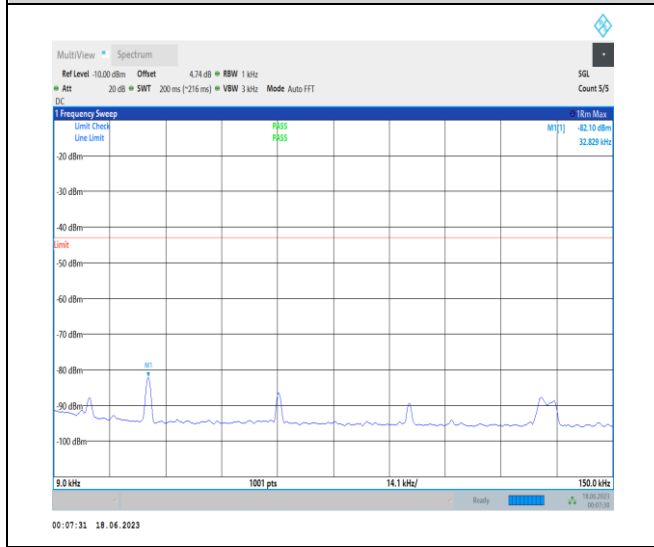 MultiView Spectrum
Ref Level -10.00 dBm Offset 4.74 dB RBW 1 kHz SGL
Att 20 dB SWT 200 ms (~216 ms) VBW 3 kHz Mode Auto FFT Count 5/5
DC
1 Frequency Sweep 1Rm Max
Limit Check PASS M1[1] -82.10 dBm
Line Limit PASS 32.829 kHz
-20 dBm
-30 dBm
-40 dBm
Limit
-50 dBm
-60 dBm
-70 dBm
M1
-80 dBm
-90 dBm
-100 dBm
9.0 kHz 1001 pts 14.1 kHz/ 150.0 kHz
Ready 18.06.2023
00:07:30
00:07:31 18.06.2023